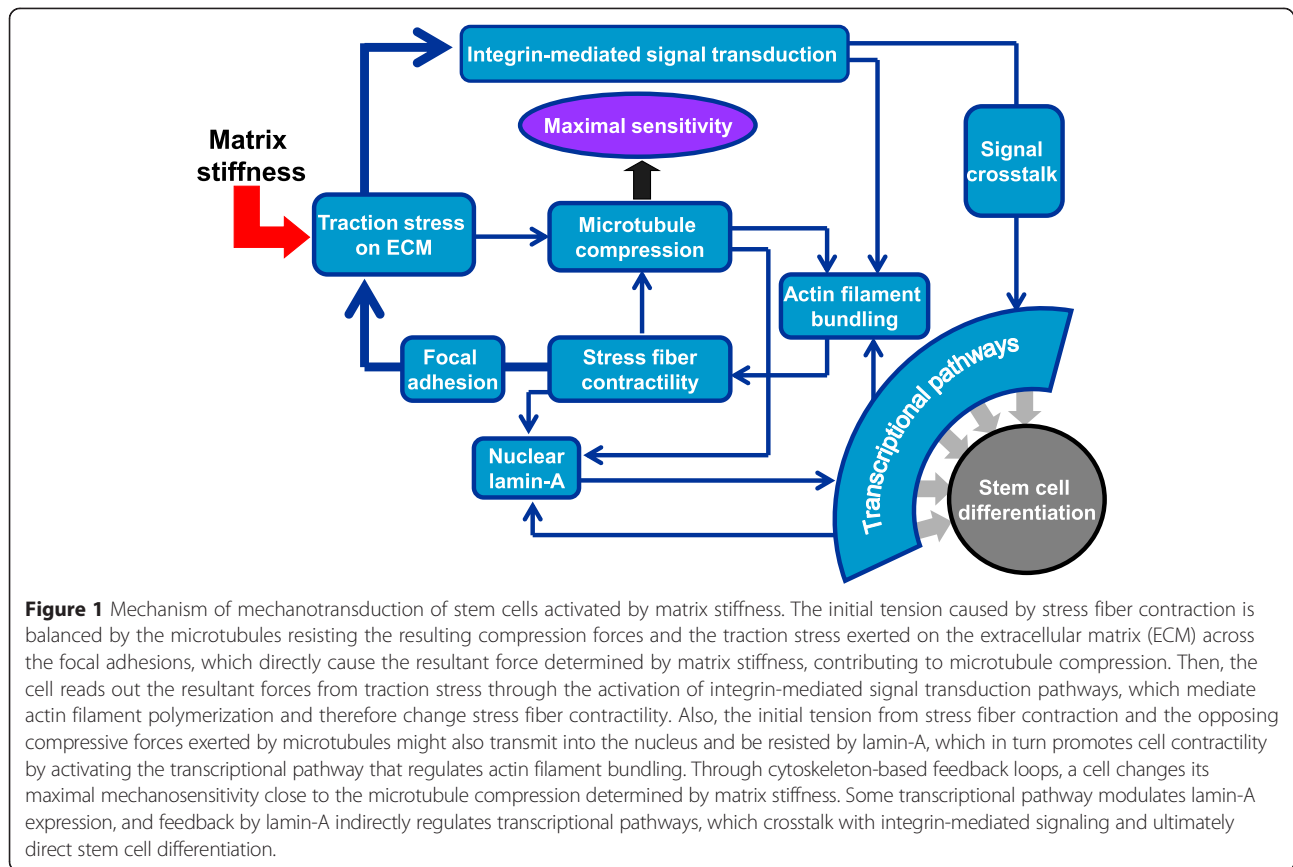 Integrin-mediated signal transduction
Maximal sensitivity
Matrix
stiffness
Signal
crosstalk
Traction stress
on ECM
Microtubule
compression
Actin filament
bundling
Focal
adhesion
Stress fiber
contractility
Transcriptional pathways
Nuclear
lamin-A
Stem cell
differentiation
Figure 1 Mechanism of mechanotransduction of stem cells activated by matrix stiffness. The initial tension caused by stress fiber contraction is
balanced by the microtubules resisting the resulting compression forces and the traction stress exerted on the extracellular matrix (ECM) across
the focal adhesions, which directly cause the resultant force determined by matrix stiffness, contributing to microtubule compression. Then, the
cell reads out the resultant forces from traction stress through the activation of integrin-mediated signal transduction pathways, which mediate
actin filament polymerization and therefore change stress fiber contractility. Also, the initial tension from stress fiber contraction and the opposing
compressive forces exerted by microtubules might also transmit into the nucleus and be resisted by lamin-A, which in turn promotes cell contractility
by activating the transcriptional pathway that regulates actin filament bundling. Through cytoskeleton-based feedback loops, a cell changes its
maximal mechanosensitivity close to the microtubule compression determined by matrix stiffness. Some transcriptional pathway modulates lamin-A
expression, and feedback by lamin-A indirectly regulates transcriptional pathways, which crosstalk with integrin-mediated signaling and ultimately
direct stem cell differentiation.